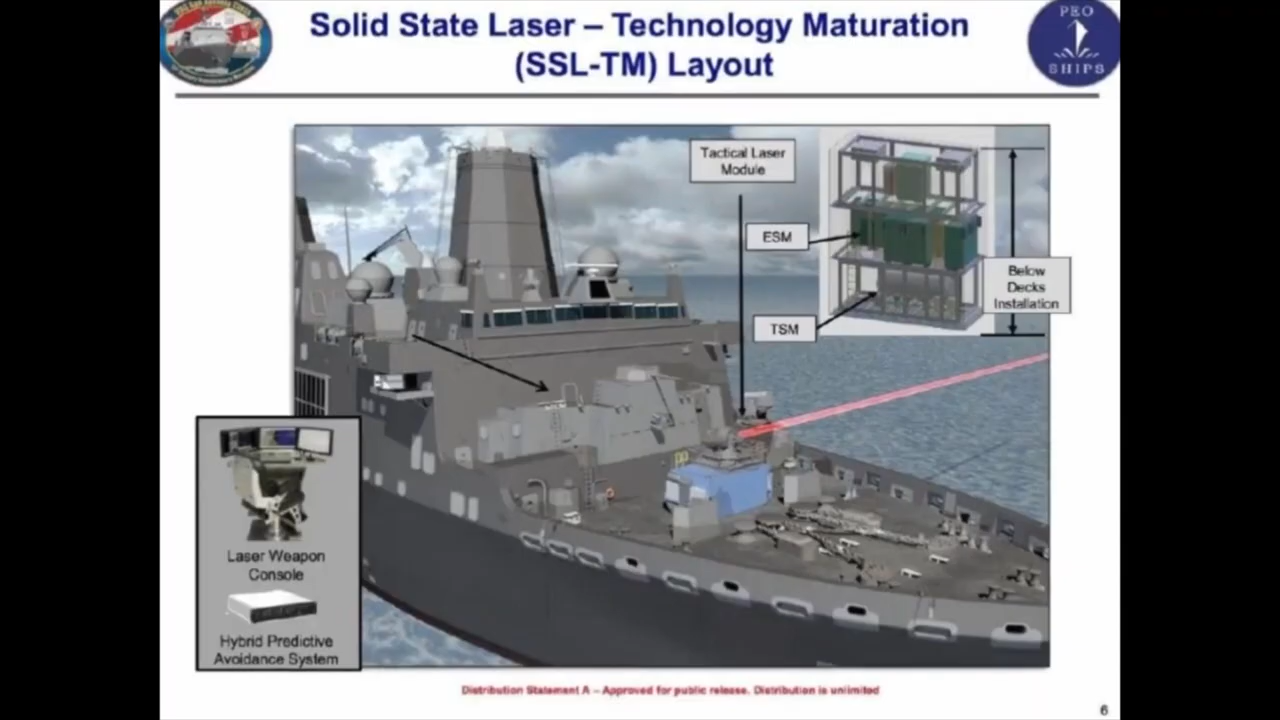 Solid State Laser – Technology Maturation
(SSL-TM) Layout
PEO
SHIPS
Tactical Laser
Module
ESM
TSM
Below
Decks
Installation
Laser Weapon
Console
Hybrid Predictive
Avoidance System
Distribution Statement A – Approved for public release. Distribution is unlimited
6